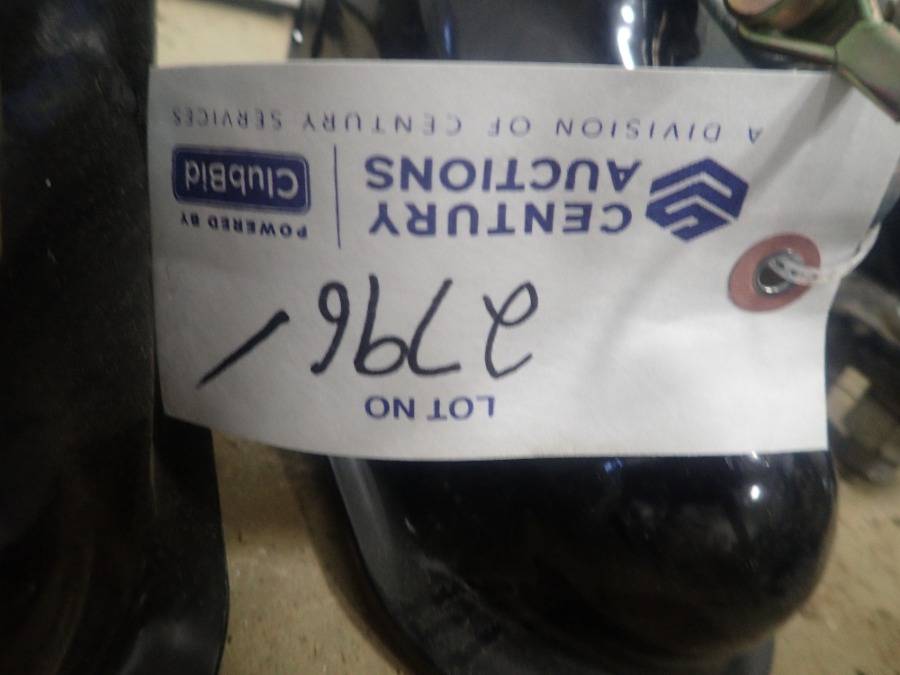 LOT NO
2796 /
CENTURY
AUCTIONS
POWERED BY
ClubBid
A DIVISION OF CENTURY SERVICES